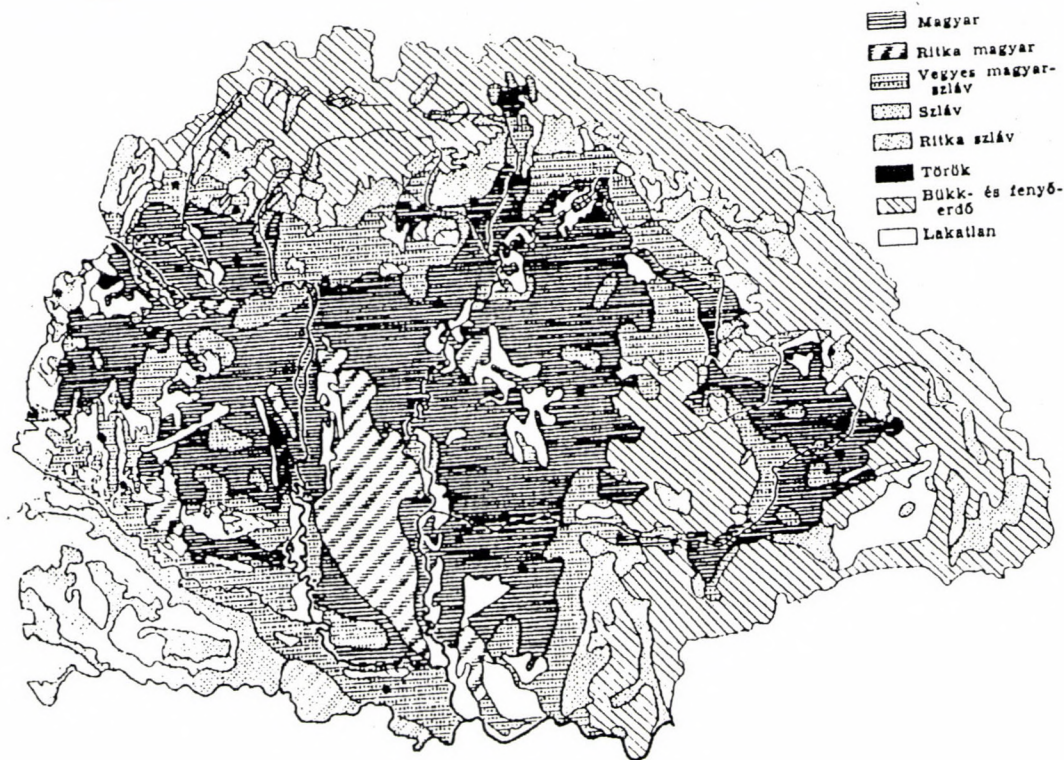 Magyar
Ritka magyar
Vegyes magyar-
szláv
Szláv
Ritka szláv
Török
Bükk- és fenyő-
erdő
Lakatlan